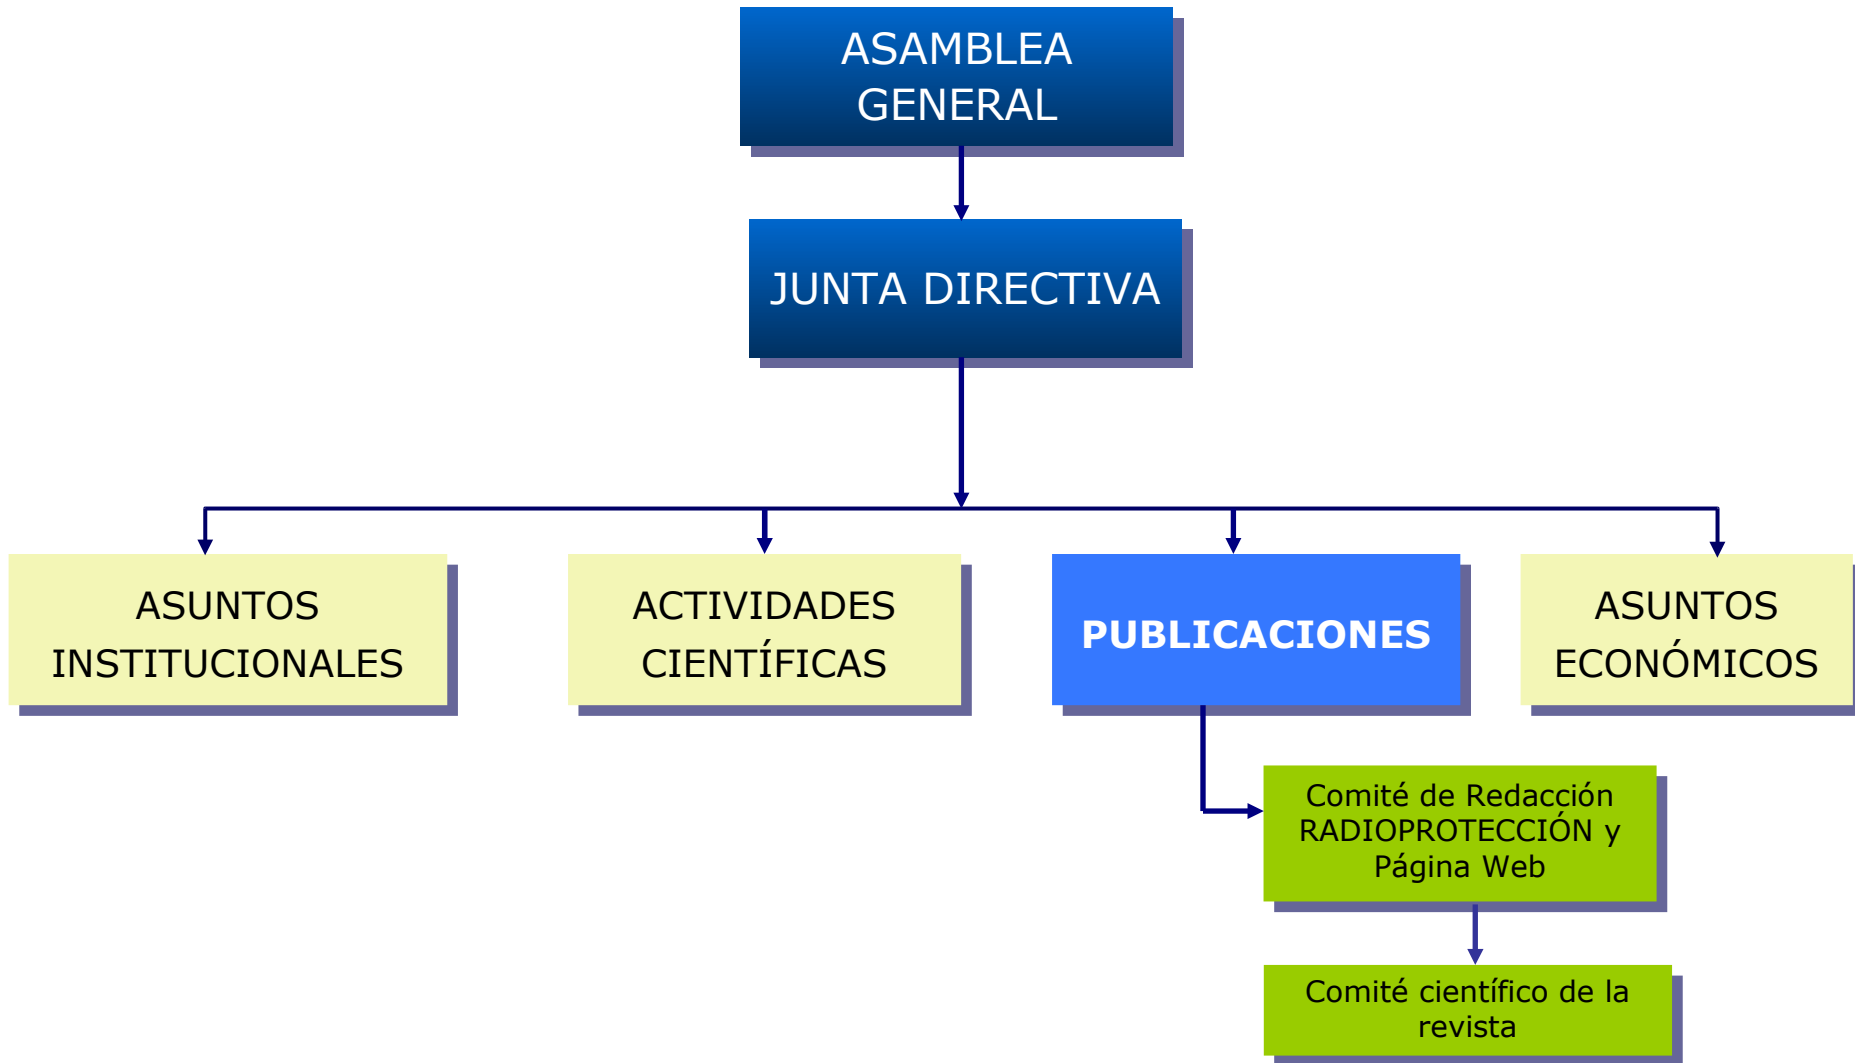 ASAMBLEA
GENERAL
JUNTA DIRECTIVA
ASUNTOS
INSTITUCIONALES
ACTIVIDADES
CIENTÍFICAS
PUBLICACIONES
ASUNTOS
ECONÓMICOS
Comité de Redacción
RADIOPROTECCIÓN y
Página Web
Comité científico de la
revista